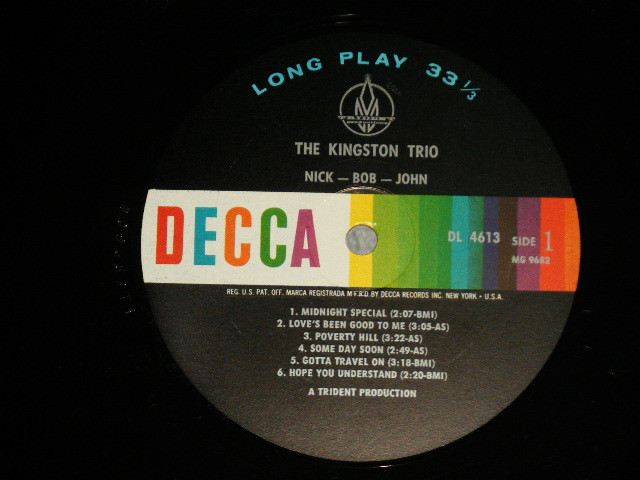 LONG PLAY 33 1/3
TRIDENT
THE KINGSTON TRIO
NICK — BOB — JOHN
DECCA
DL 4613 SIDE 1
MG 9682
REG. U.S. PAT. OFF. MARCA REGISTRADA M F B D BY DECCA RECORDS INC. NEW YORK • U.S.A.
1. MIDNIGHT SPECIAL (2:07-BMI)
2. LOVE'S BEEN GOOD TO ME (3:05-AS)
3. POVERTY HILL (3:22-AS)
4. SOME DAY SOON (2:49-AS)
5. GOTTA TRAVEL ON (3:18-BMI)
6. HOPE YOU UNDERSTAND (2:20-BMI)
A TRIDENT PRODUCTION